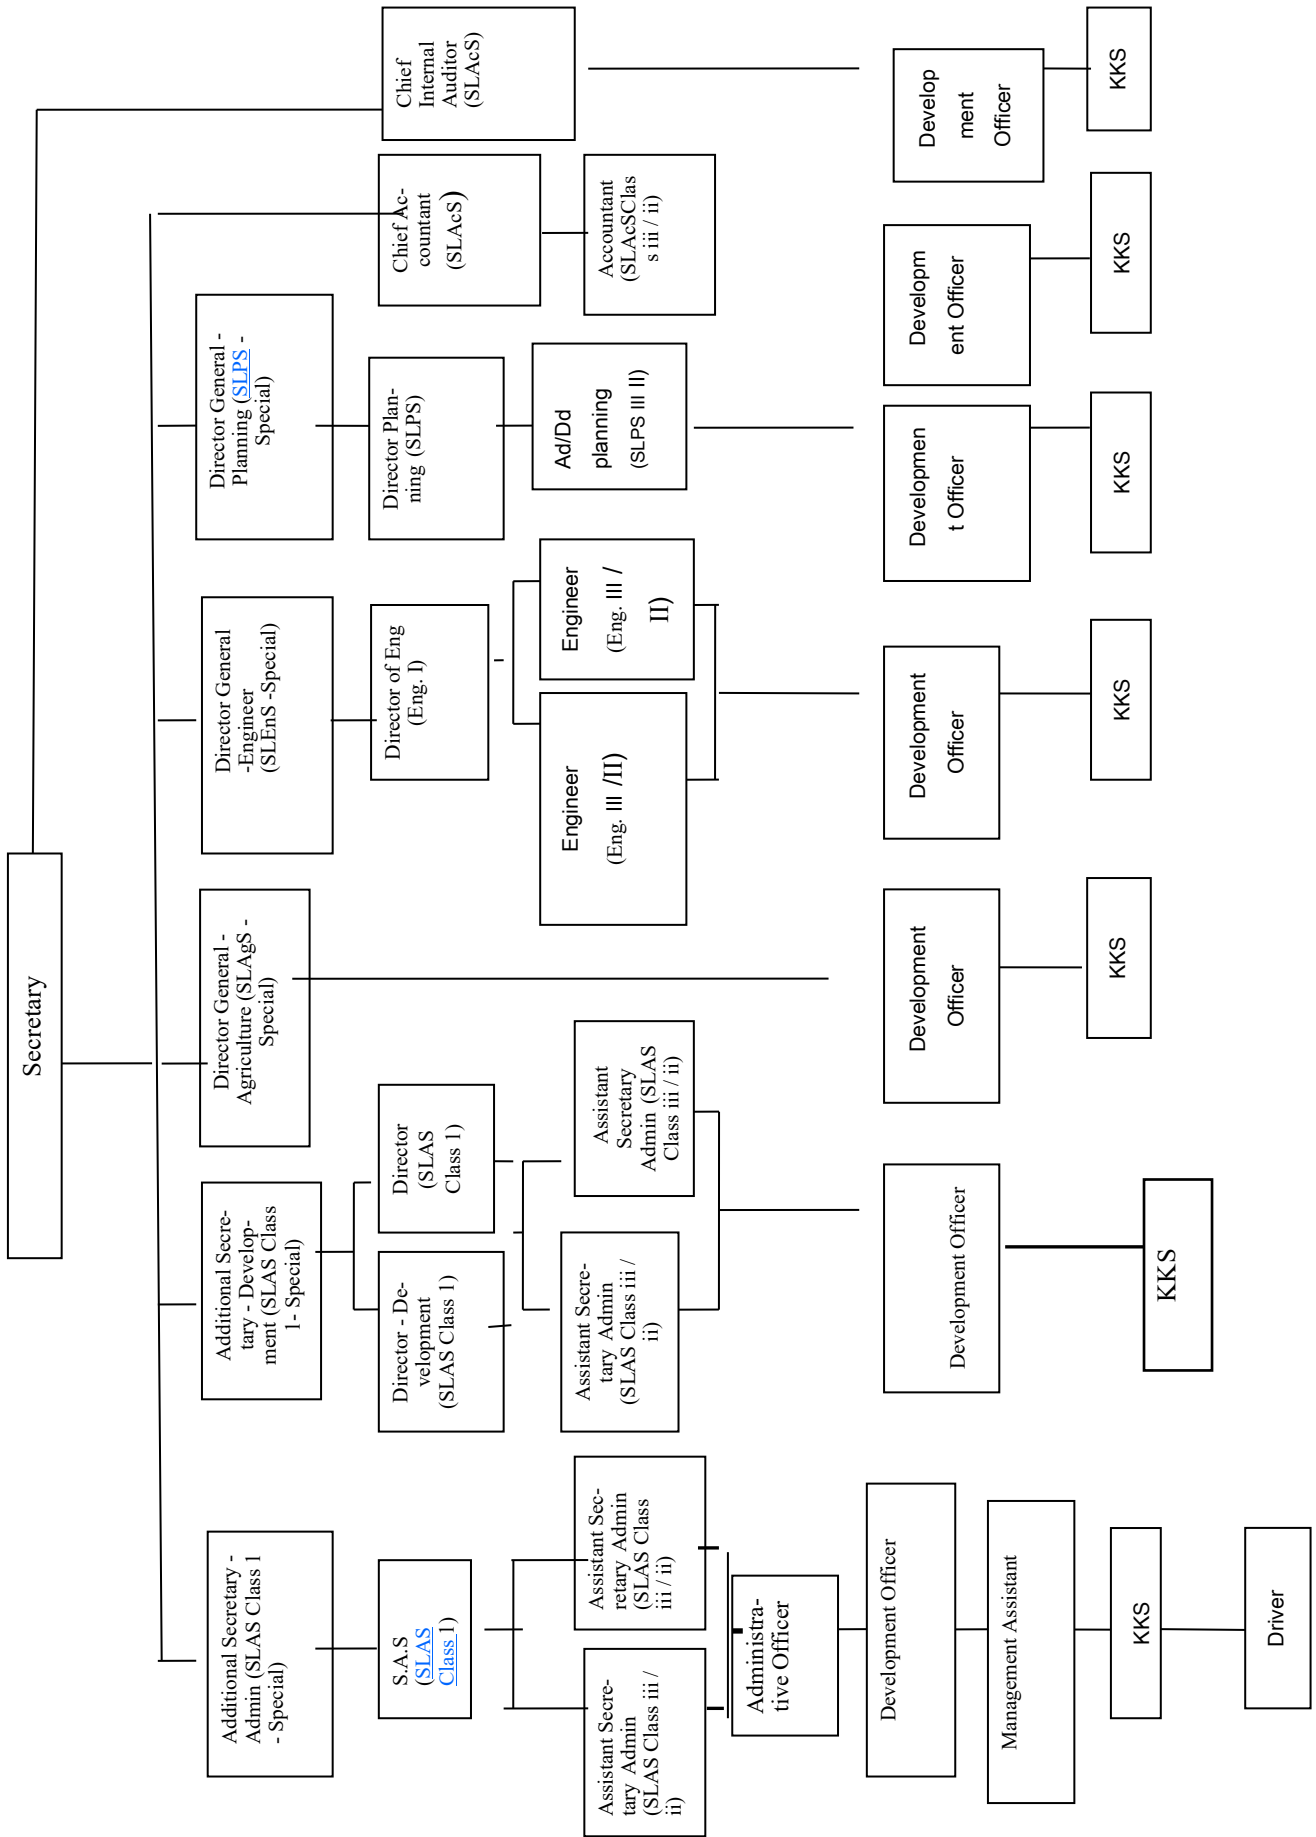 Secretary
Additional Secretary -
Admin (SLAS Class 1
- Special)
Additional Secre-
tary - Develop-
ment (SLAS Class
1- Special)
Director General -
Agriculture (SLAgS -
Special)
Director General
-Engineer
(SLEnS -Special)
Director General -
Planning (SLPS -
Special)
S.A.S
(SLAS
Class 1)
Director - De-
velopment
(SLAS Class 1)
Director
(SLAS
Class 1)
Director of Eng
(Eng. I)
Director Plan-
ning (SLPS)
Chief Ac-
countant
(SLAcS)
Chief
Internal
Auditor
(SLAcS)
Assistant Secre-
tary Admin
(SLAS Class iii /
ii)
Assistant Sec-
retary Admin
(SLAS Class
iii / ii)
Assistant Secre-
tary Admin
(SLAS Class iii /
ii)
Assistant
Secretary
Admin (SLAS
Class iii / ii)
Engineer
(Eng. III /II)
Engineer
(Eng. III /
II)
Ad/Dd
planning
(SLPS III II)
Accountant
(SLAcSClas
s iii / ii)
Administra-
tive Officer
Development Officer
Development Officer
Development
Officer
Development
Officer
Developmen
t Officer
Developm
ent Officer
Develop
ment
Officer
Management Assistant
KKS
KKS
KKS
KKS
KKS
KKS
KKS
Driver